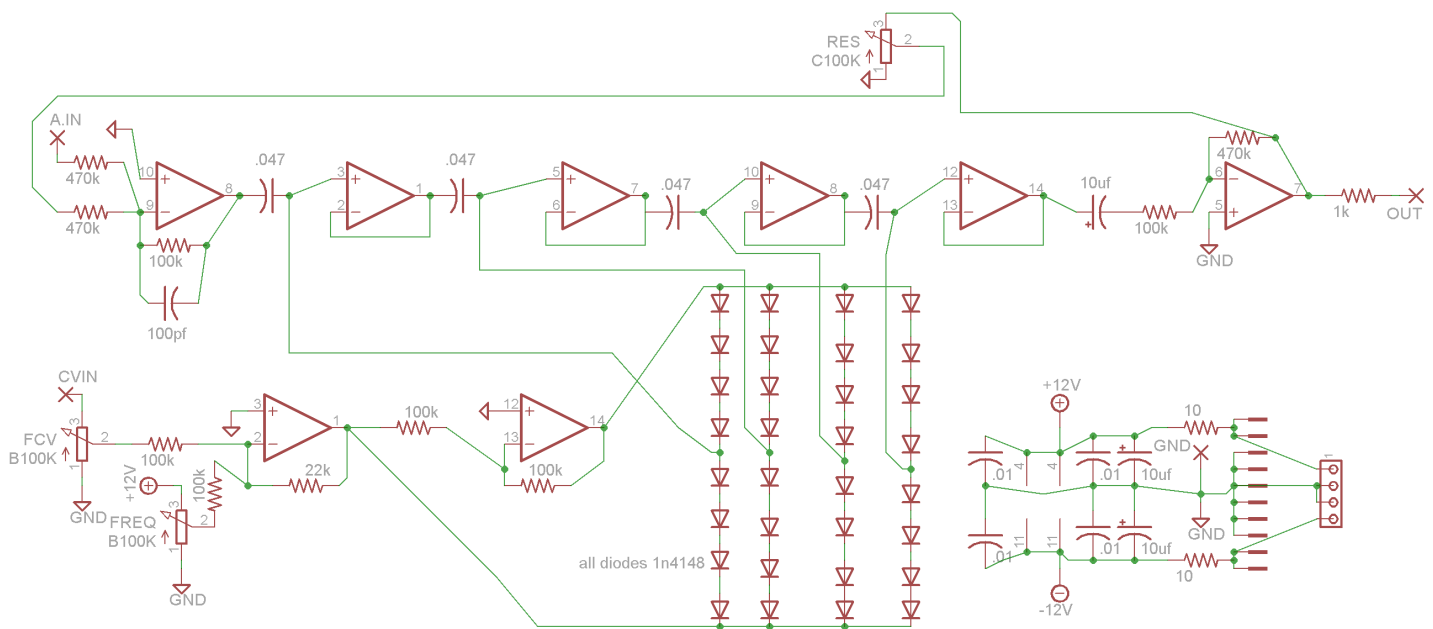 RES
C100K
3
2
1
A.IN
470k
470k
10
9
8
100k
100pf
.047
3
2
1
.047
5
6
7
.047
10
9
8
.047
12
13
14
10uf
+
100k
470k
6
5
7
GND
1k
OUT
CVIN
FCV
B100K
3
2
1
GND
100k
+12V
FREQ
B100K
3
2
1
GND
100k
3
2
1
22k
100k
12
13
14
100k
all diodes 1n4148
+12V
-12V
.01
4
4
.01
+
10uf
10
GND
.01
11
11
.01
+
10uf
10
GND
1